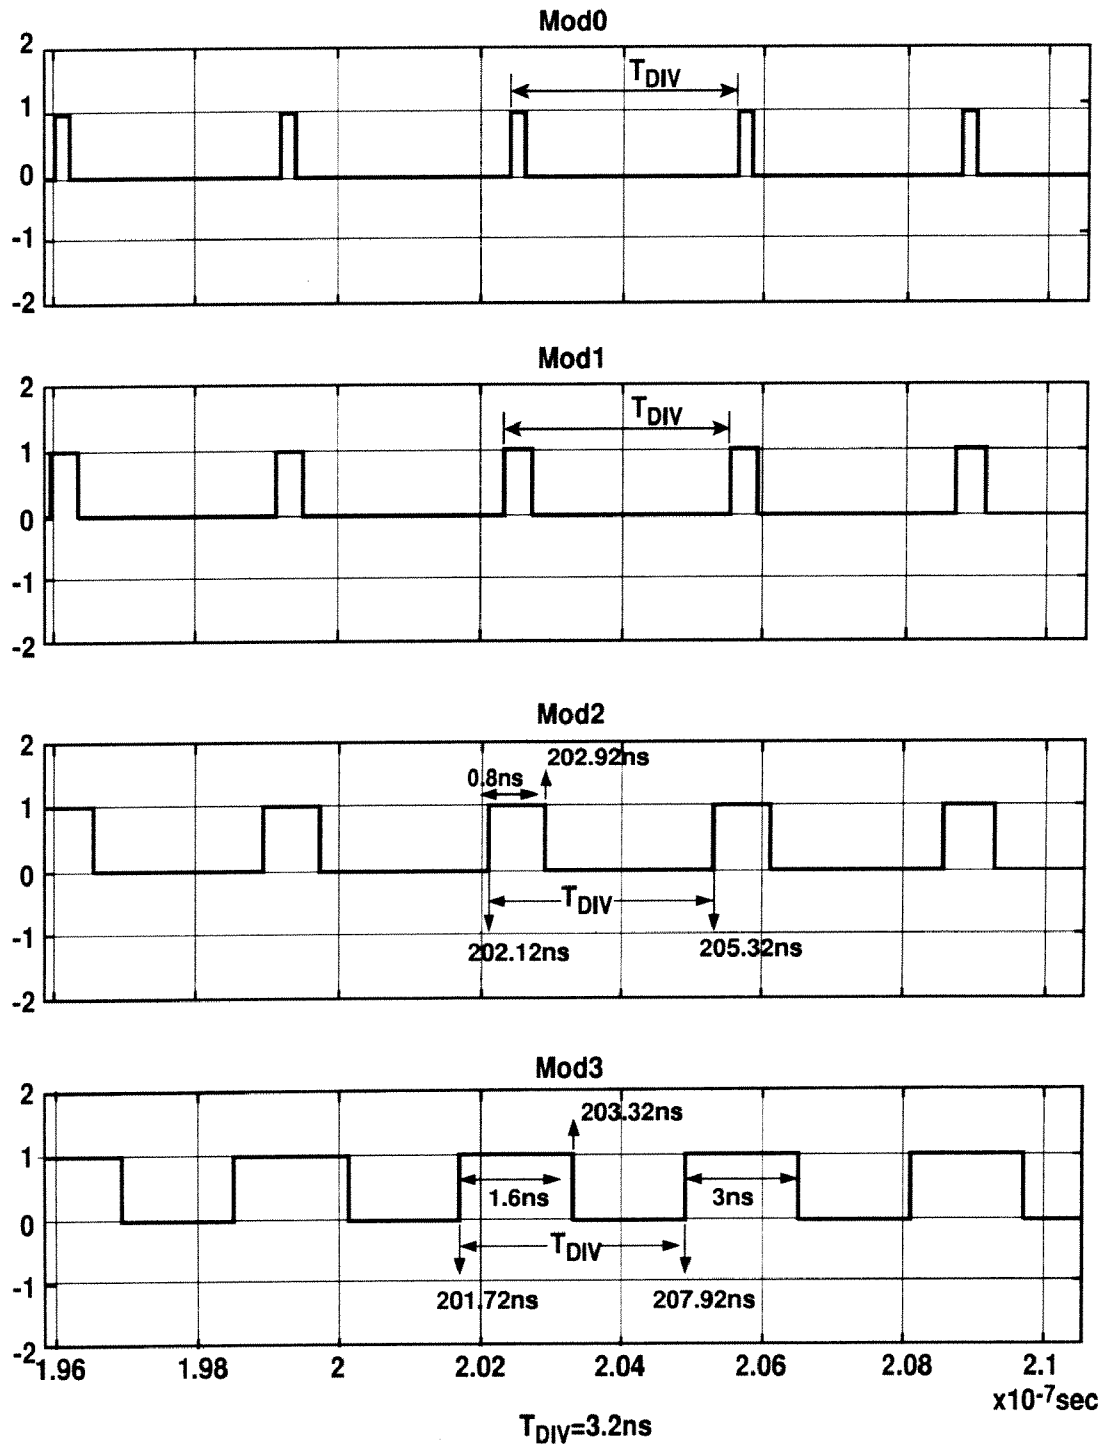 Mod0
2
T_DIV
1
0
-1
-2
Mod1
2
T_DIV
1
0
-1
-2
Mod2
2
202.92ns
0.8ns
1
0
T_DIV
-1
202.12ns
205.32ns
-2
Mod3
2
203.32ns
1
1.6ns
3ns
0
T_DIV
-1
201.72ns
207.92ns
-2
1.96 1.98 2 2.02 2.04 2.06 2.08 2.1
x10⁻⁷sec
T_DIV=3.2ns